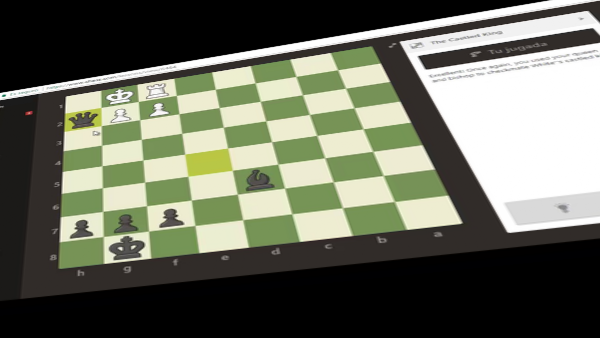 The Castled King
Tu jugada
Excellent! Once again, you used your queen
and bishop to checkmate White's castled k
1
2
3
4
5
6
7
8
h g f e d c b a